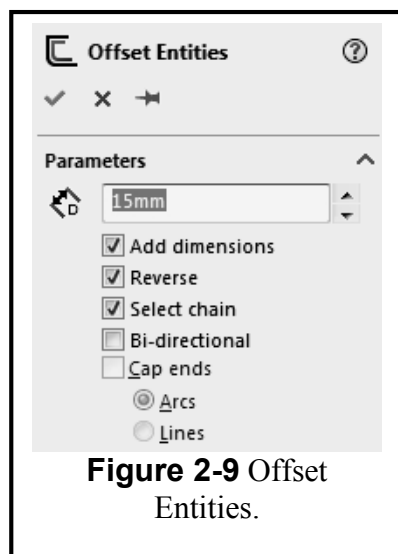 Offset Entities
Parameters
15mm
Add dimensions
Reverse
Select chain
Bi-directional
Cap ends
Arcs
Lines
Figure 2-9 Offset
Entities.